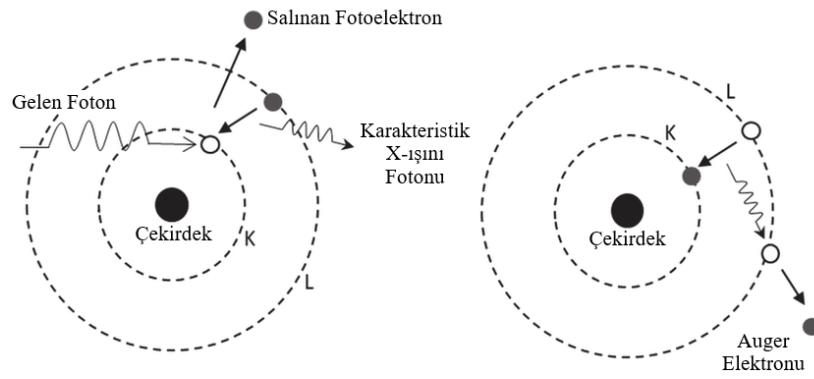 Salınan Fotoelektron
Gelen Foton
Karakteristik
X-ışını
Fotonu
Çekirdek
K
L
L
K
Çekirdek
Auger
Elektronu